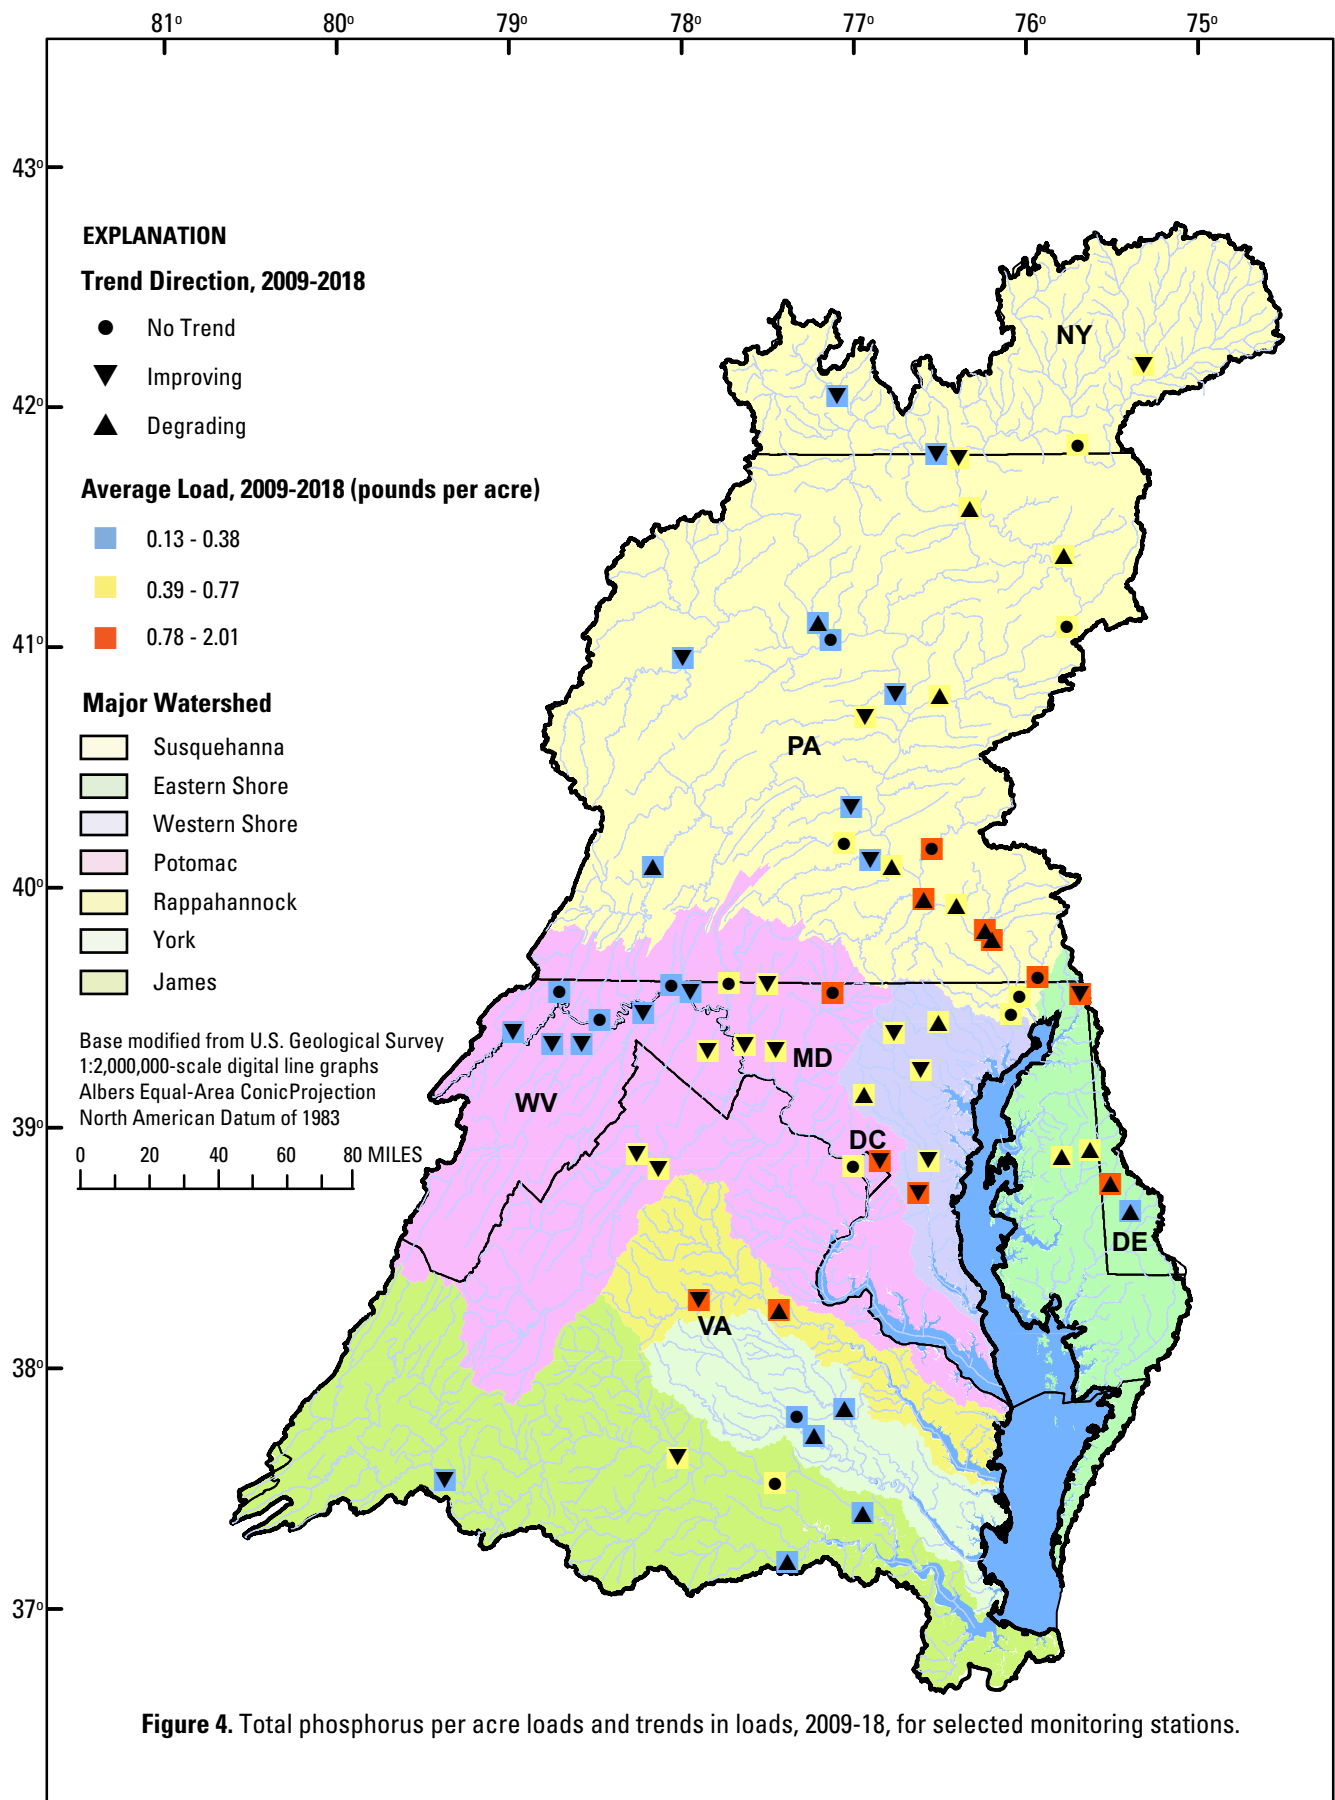 81° 80° 79° 78° 77° 76° 75°
43°
42°
41°
40°
39°
38°
37°
EXPLANATION
Trend Direction, 2009-2018
No Trend
Improving
Degrading
Average Load, 2009-2018 (pounds per acre)
0.13 - 0.38
0.39 - 0.77
0.78 - 2.01
Major Watershed
Susquehanna
Eastern Shore
Western Shore
Potomac
Rappahannock
York
James
Base modified from U.S. Geological Survey
1:2,000,000-scale digital line graphs
Albers Equal-Area ConicProjection
North American Datum of 1983
0 20 40 60 80 MILES
NY
PA
MD
WV
DC
DE
VA
Figure 4. Total phosphorus per acre loads and trends in loads, 2009-18, for selected monitoring stations.